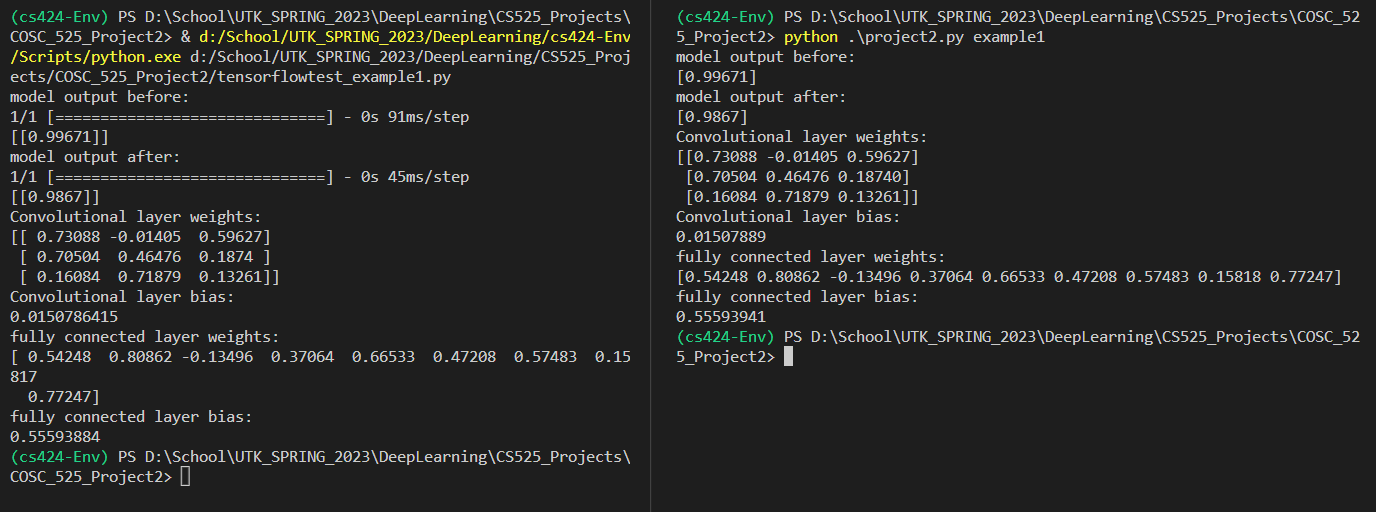 (cs424-Env) PS D:\School\UTK_SPRING_2023\DeepLearning\CS525_Projects\
COSC_525_Project2> & d:/School/UTK_SPRING_2023/DeepLearning/cs424-Env
/Scripts/python.exe d:/School/UTK_SPRING_2023/DeepLearning/CS525_Proj
ects/COSC_525_Project2/tensorflowtest_example1.py
model output before:
1/1 [==============================] - 0s 91ms/step
[[0.99671]]
model output after:
1/1 [==============================] - 0s 45ms/step
[[0.9867]]
Convolutional layer weights:
[[ 0.73088 -0.01405  0.59627]
 [ 0.70504  0.46476  0.1874 ]
 [ 0.16084  0.71879  0.13261]]
Convolutional layer bias:
0.0150786415
fully connected layer weights:
[ 0.54248  0.80862 -0.13496  0.37064  0.66533  0.47208  0.57483  0.15
817
  0.77247]
fully connected layer bias:
0.55593884
(cs424-Env) PS D:\School\UTK_SPRING_2023\DeepLearning\CS525_Projects\
COSC_525_Project2>
(cs424-Env) PS D:\School\UTK_SPRING_2023\DeepLearning\CS525_Projects\COSC_52
5_Project2> python .\project2.py example1
model output before:
[0.99671]
model output after:
[0.9867]
Convolutional layer weights:
[[0.73088 -0.01405 0.59627]
 [0.70504 0.46476 0.18740]
 [0.16084 0.71879 0.13261]]
Convolutional layer bias:
0.01507889
fully connected layer weights:
[0.54248 0.80862 -0.13496 0.37064 0.66533 0.47208 0.57483 0.15818 0.77247]
fully connected layer bias:
0.55593941
(cs424-Env) PS D:\School\UTK_SPRING_2023\DeepLearning\CS525_Projects\COSC_52
5_Project2>